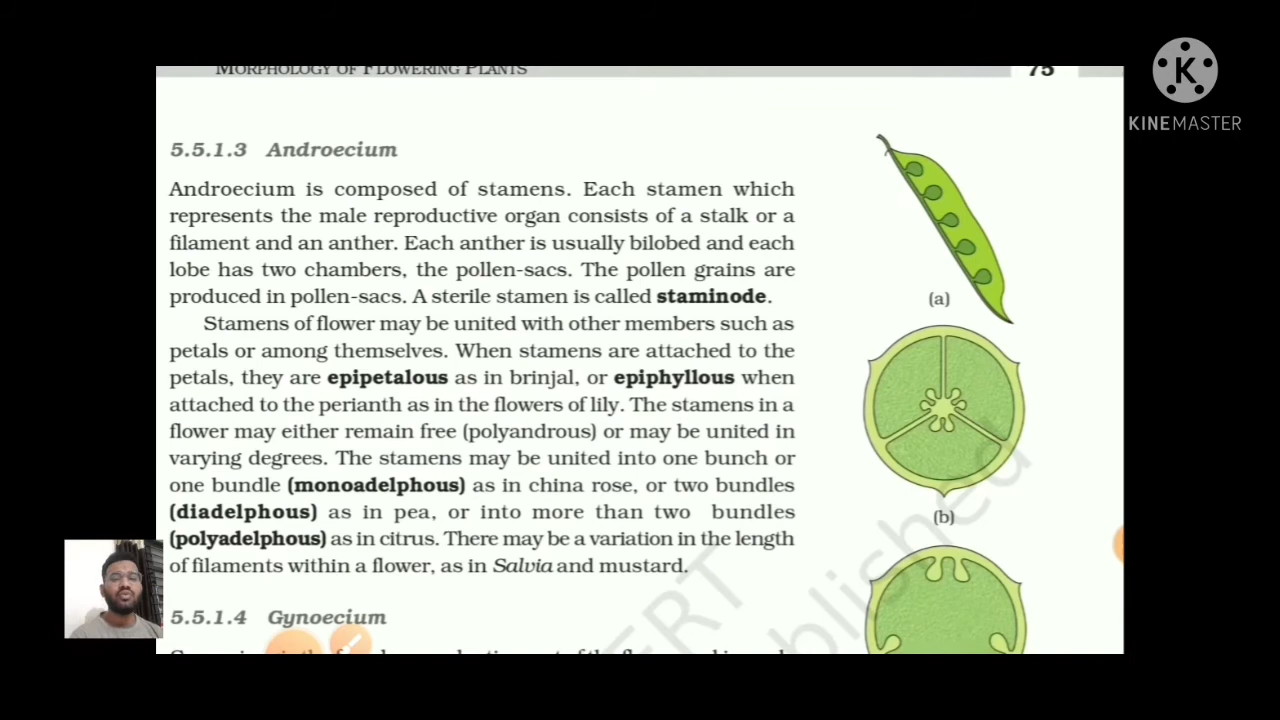 MORPHOLOGY OF FLOWERING PLANTS 75
KINEMASTER
5.5.1.3 Androecium
Androecium is composed of stamens. Each stamen which
represents the male reproductive organ consists of a stalk or a
filament and an anther. Each anther is usually bilobed and each
lobe has two chambers, the pollen-sacs. The pollen grains are
produced in pollen-sacs. A sterile stamen is called staminode.
Stamens of flower may be united with other members such as
petals or among themselves. When stamens are attached to the
petals, they are epipetalous as in brinjal, or epiphyllous when
attached to the perianth as in the flowers of lily. The stamens in a
flower may either remain free (polyandrous) or may be united in
varying degrees. The stamens may be united into one bunch or
one bundle (monoadelphous) as in china rose, or two bundles
(diadelphous) as in pea, or into more than two bundles
(polyadelphous) as in citrus. There may be a variation in the length
of filaments within a flower, as in Salvia and mustard.
5.5.1.4 Gynoecium
(a)
(b)